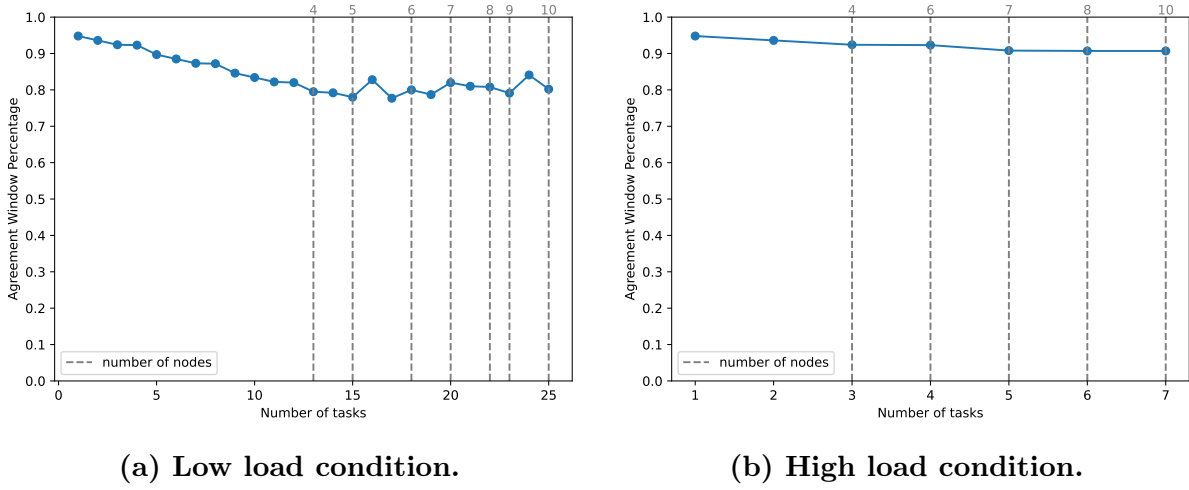 4 5 6 7 8 9 10
1.0
0.9
0.8
0.7
0.6
0.5
0.4
0.3
0.2
0.1
0.0
Agreement Window Percentage
number of nodes
0 5 10 15 20 25
Number of tasks
(a) Low load condition.
4 6 7 8 10
1.0
0.9
0.8
0.7
0.6
0.5
0.4
0.3
0.2
0.1
0.0
Agreement Window Percentage
number of nodes
1 2 3 4 5 6 7
Number of tasks
(b) High load condition.